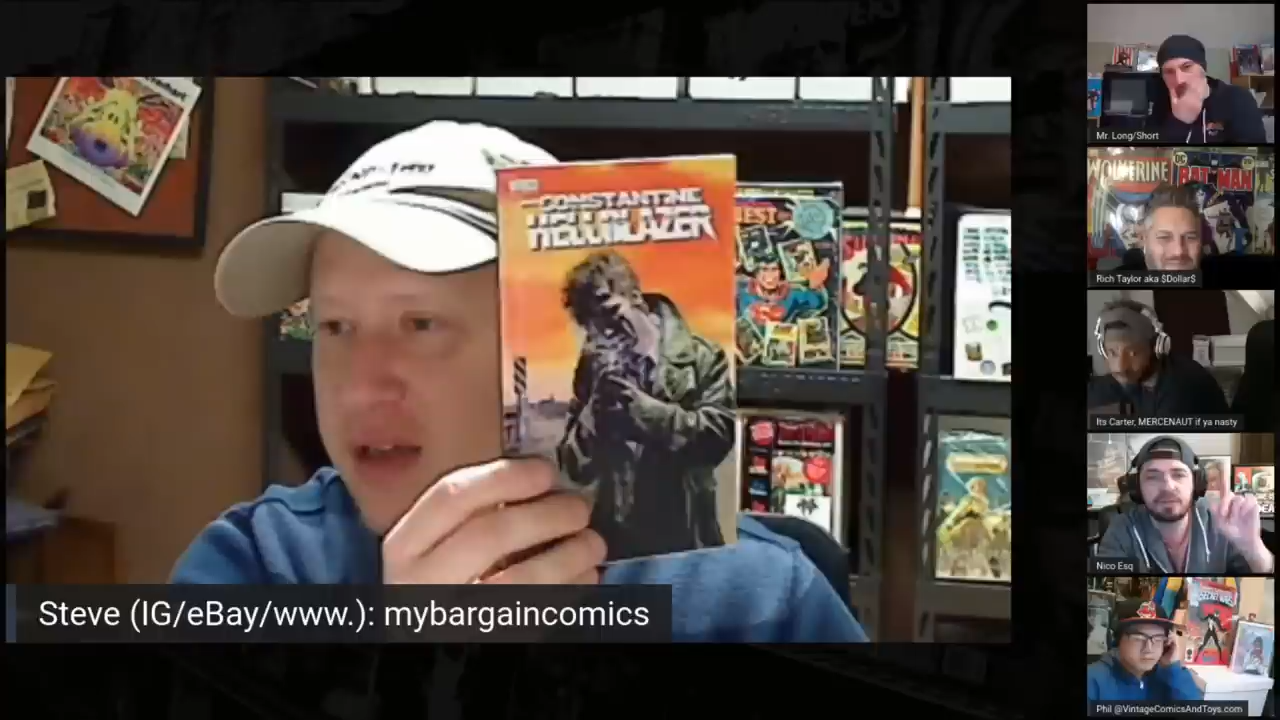 CONSTANTINE
HELLBLAZER
Steve (IG/eBay/www.): mybargaincomics
Mr. Long/Short
WOLVERINE
BATMAN
Rich Taylor aka $Dollar$
Its Carter, MERCENAUT if ya nasty
Nico Esq
Phil @VintageComicsAndToys.com